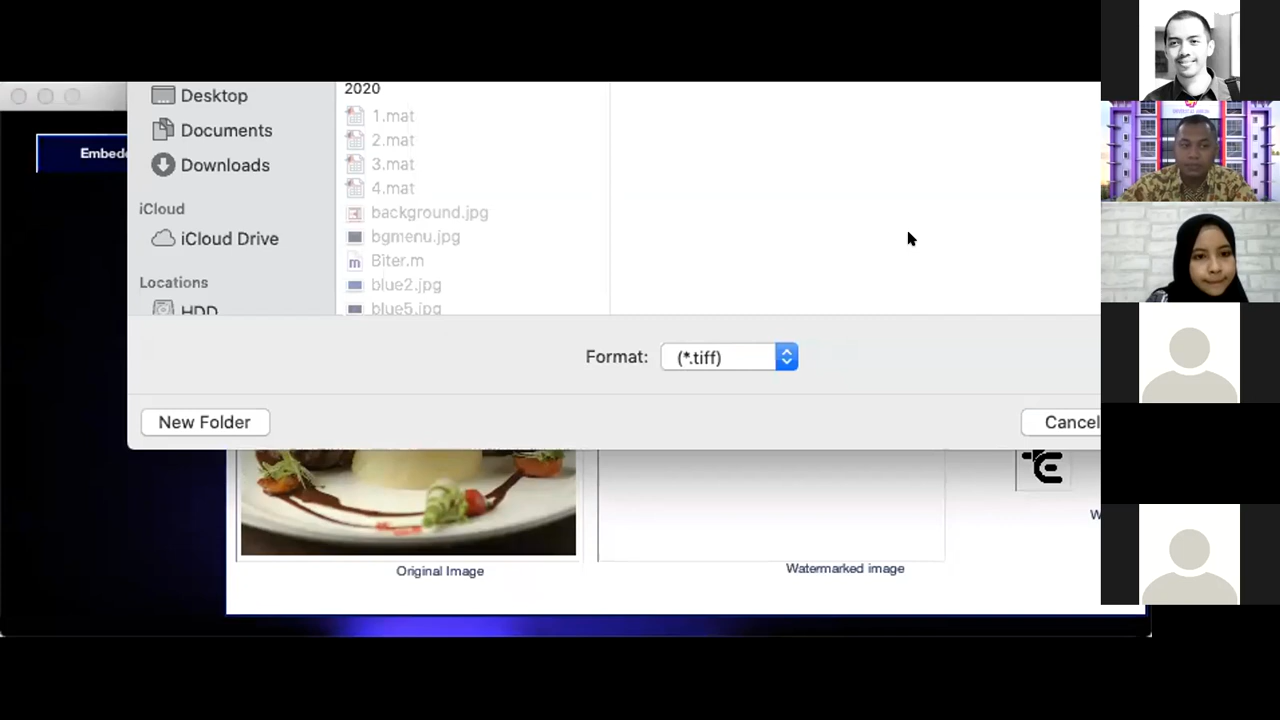 Desktop
Documents
Downloads
iCloud
iCloud Drive
Locations
HDD
2020
1.mat
2.mat
3.mat
4.mat
background.jpg
bgmenu.jpg
Biter.m
blue2.jpg
blue5.jpg
Embede
Format:
(*.tiff)
New Folder
Cancel
Original Image
Watermarked image
W